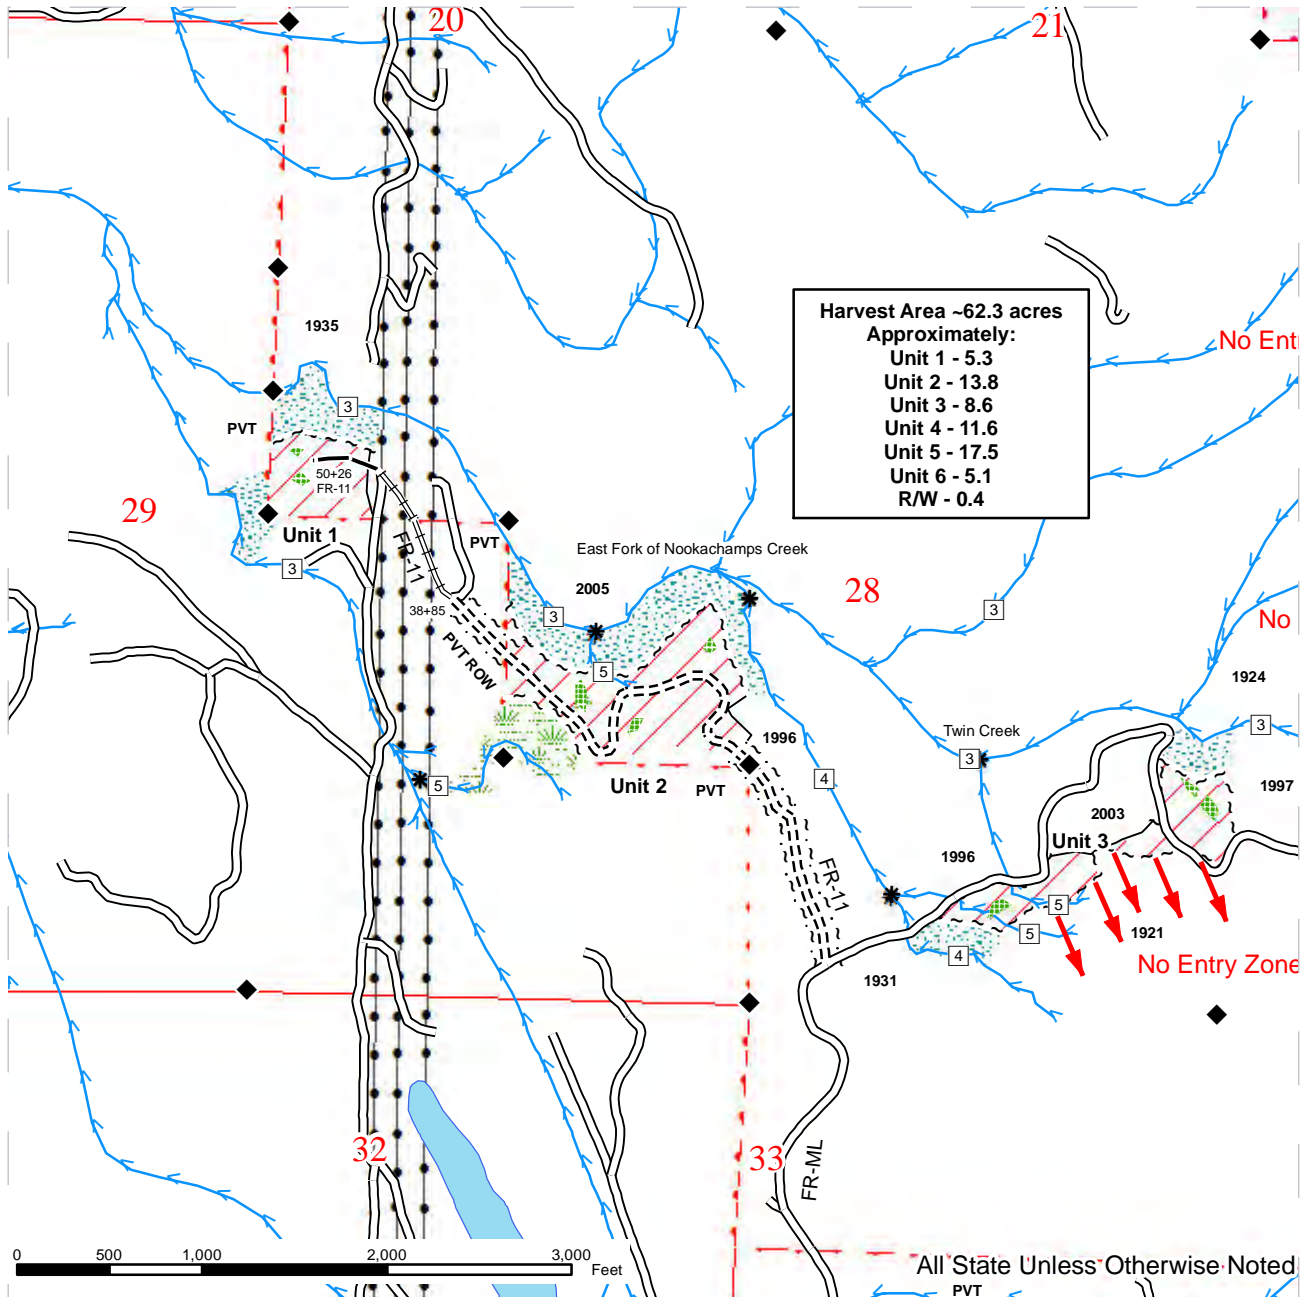 20
21
Harvest Area ~62.3 acres
Approximately:
Unit 1 - 5.3
Unit 2 - 13.8
Unit 3 - 8.6
Unit 4 - 11.6
Unit 5 - 17.5
Unit 6 - 5.1
R/W - 0.4
1935
No Ent
3
PVT
50+26
FR-11
29
Unit 1
3
FR-11
PVT
East Fork of Nookachamps Creek
2005
28
38+85
3
3
No
PVT ROW
5
1924
3
Twin Creek
1996
3
4
5
Unit 2
PVT
1997
2003
Unit 3
1996
FR-11
5
5
1921
4
No Entry Zone
1931
32
33
FR-ML
0
500
1,000
2,000
3,000
Feet
All State Unless Otherwise Noted
PVT